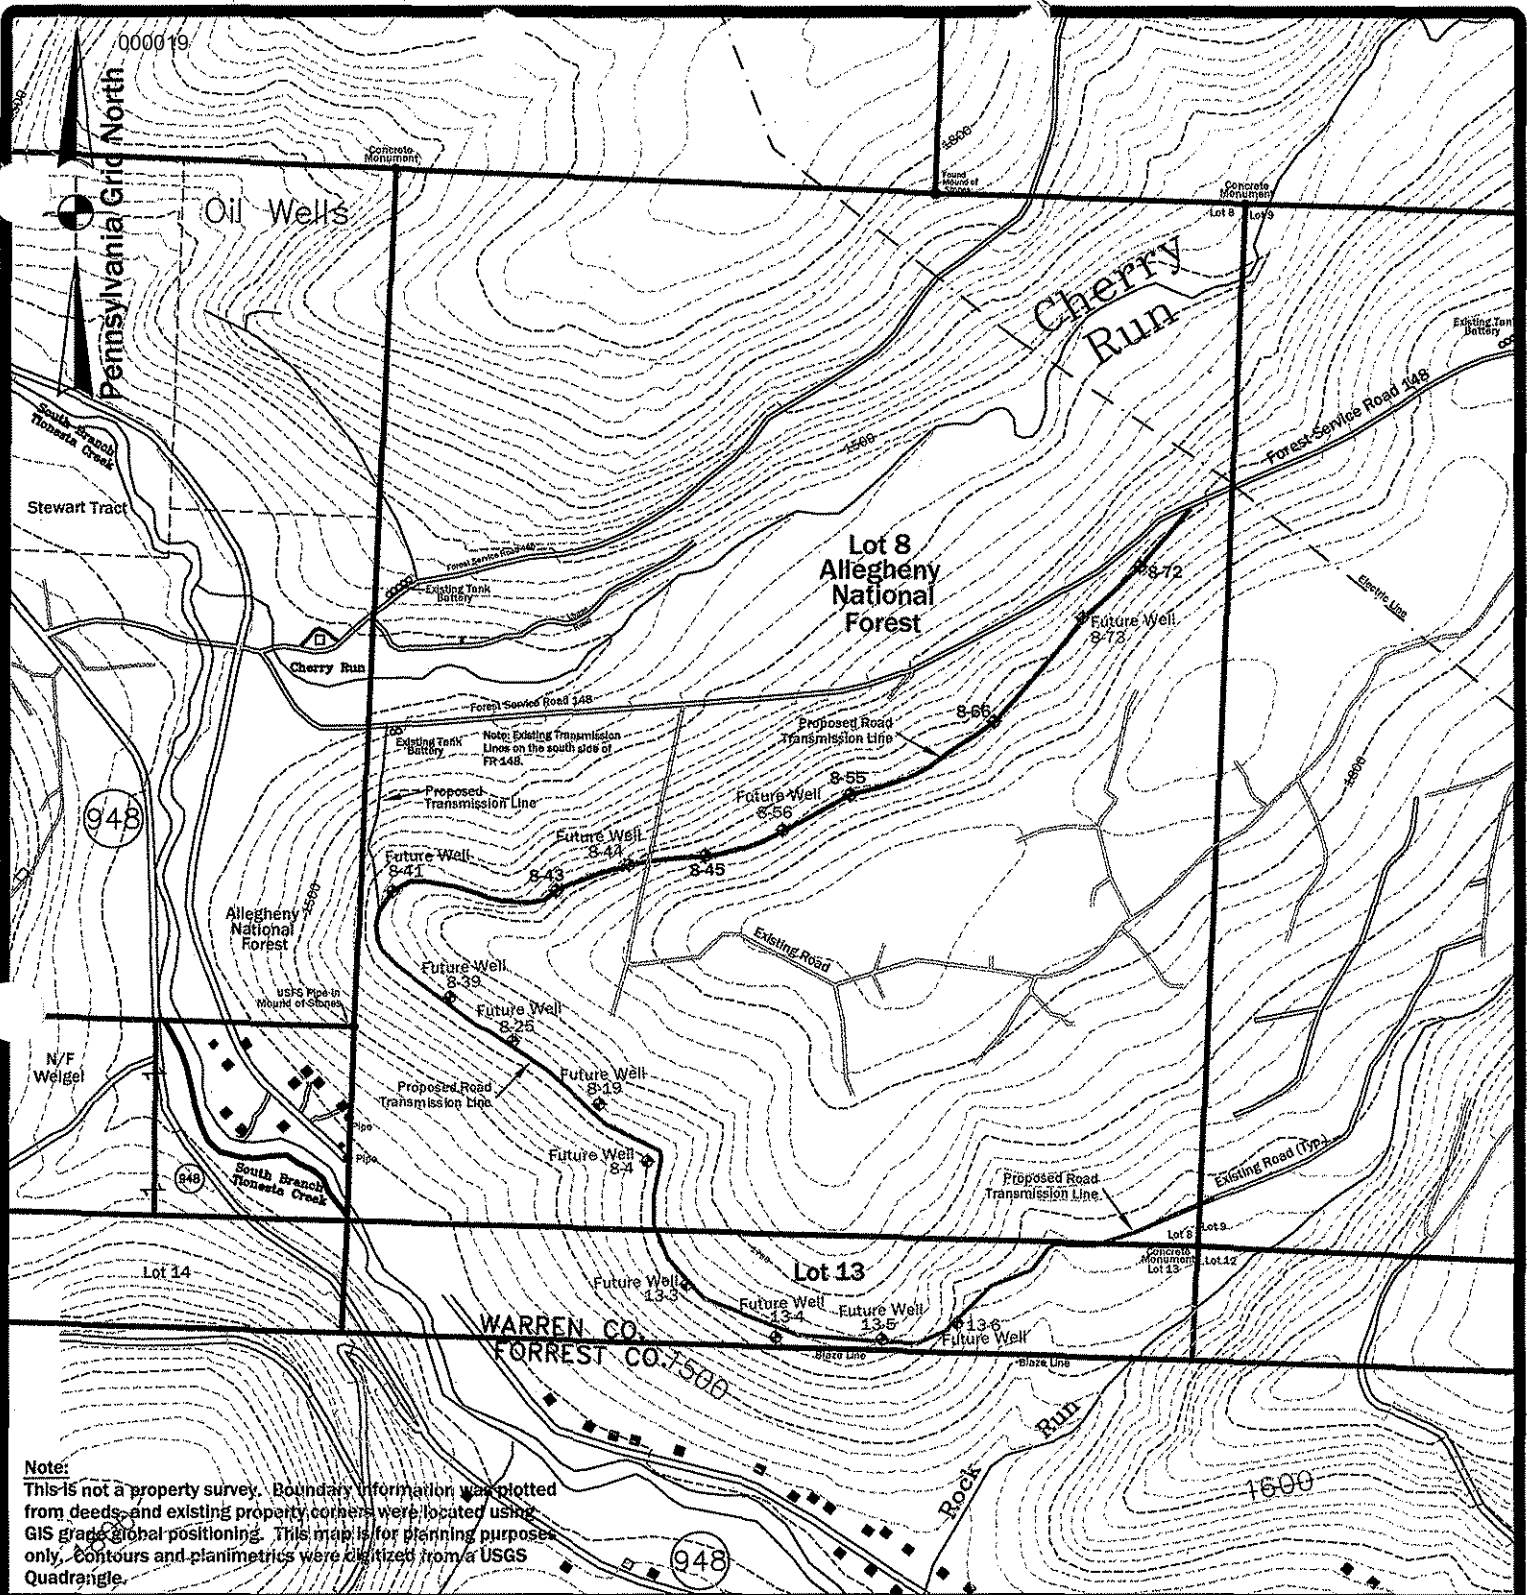 000019
Pennsylvania Grid North
Concrete
Monument
Oil Wells
1800
Found
Mound of
Stones
Concrete
Monument
Lot 8
Lot 9
Cherry
Run
Existing Tank
Battery
Forest Service Road 148
South Branch
Tionesta Creek
1500
Stewart Tract
Lot 8
Allegheny
National
Forest
Electric Line
Existing Tank
Battery
8-72
Future Well
8-73
Cherry Run
Forest Service Road 148
Note: Existing Transmission
Lines on the south side of
FR 148.
Existing Tank
Battery
8-66
Proposed Road
Transmission Line
Proposed
Transmission Line
8-55
Future Well
8-56
1800
948
Future Well
8-44
8-45
Future Well
8-41
8-43
1500
Allegheny
National
Forest
Existing Road
Future Well
8-39
USFS Pipe in
Mound of Stones
Future Well
8-25
N/F
Weigel
Future Well
8-19
Proposed Road
Transmission Line
Pipe
Pipe
Future Well
8-4
948
South Branch
Tionesta Creek
Existing Road (Typ.)
Proposed Road
Transmission Line
Lot 8
Lot 9
Concrete
Monument
Lot 13
Lot 12
Lot 14
Lot 13
Future Well
13-3
Future Well
13-4
Future Well
13-5
13-6
Future Well
WARREN CO.
FORREST CO.
Blaze Line
Blaze Line
1500
Rock Run
1600
948
Note:
This is not a property survey. Boundary information was plotted
from deeds, and existing property corners were located using
GIS grade global positioning. This map is for planning purposes
only. Contours and planimetrics were digitized from a USGS
Quadrangle.